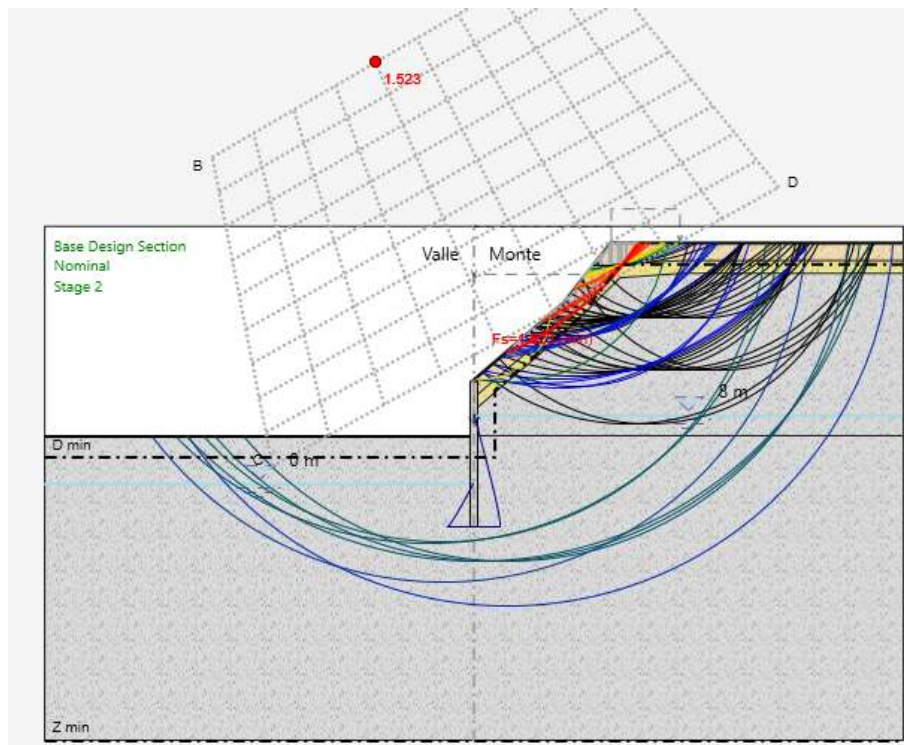 1.523
B
D
Base Design Section
Nominal
Stage 2
Valle
Monte
8 m
D min
C
0 m
Z min